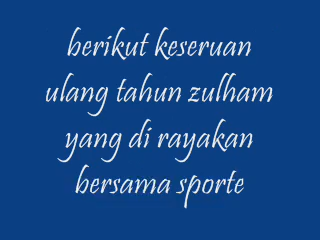 berikut keseruan
ulang tahun zulham
yang di rayakan
bersama sporte